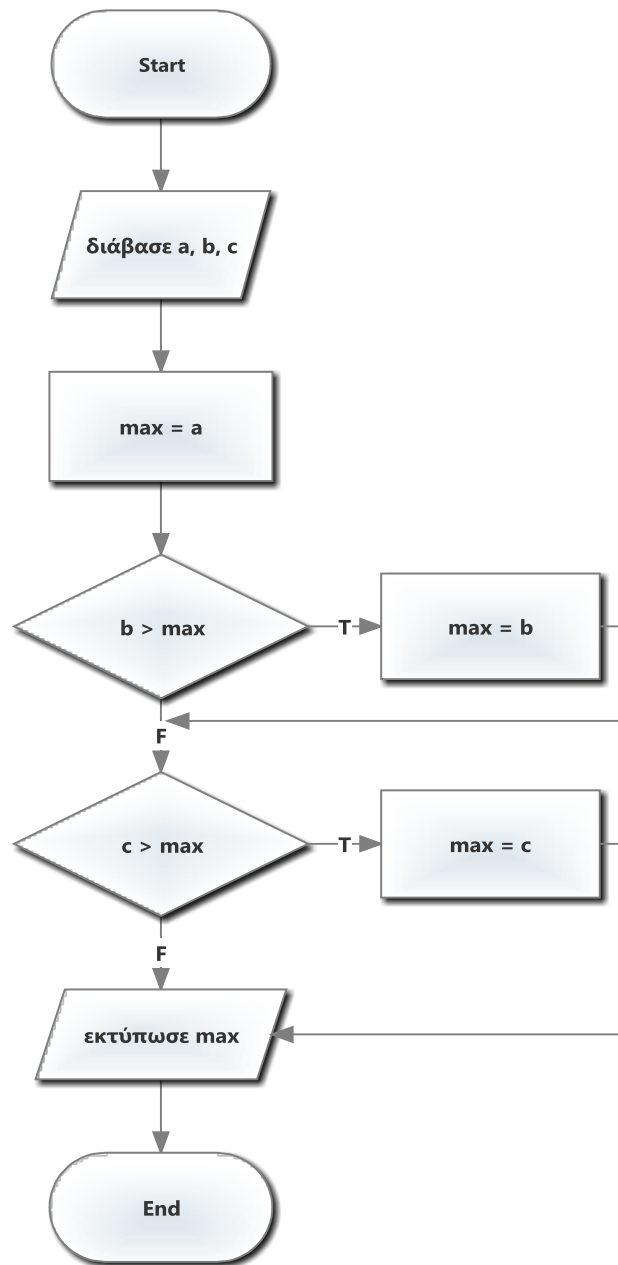 Start
διάβασε a, b, c
max = a
b > max
T
max = b
F
c > max
T
max = c
F
εκτύπωσε max
End